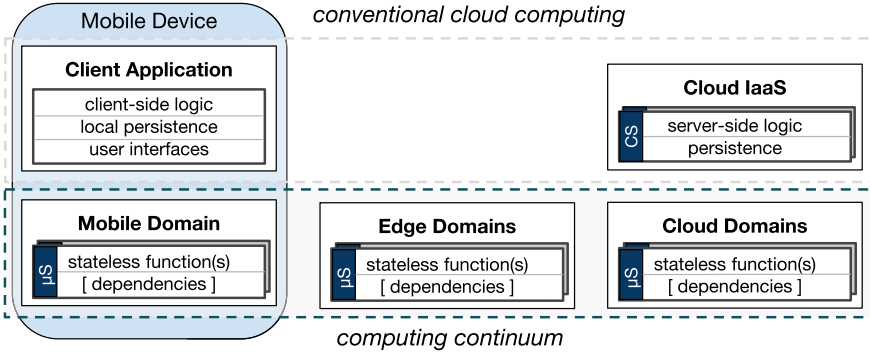 Mobile Device
conventional cloud computing
Client Application
client-side logic
local persistence
user interfaces
Cloud IaaS
CS
server-side logic
persistence
Mobile Domain
µS
stateless function(s)
[ dependencies ]
Edge Domains
µS
stateless function(s)
[ dependencies ]
Cloud Domains
µS
stateless function(s)
[ dependencies ]
computing continuum